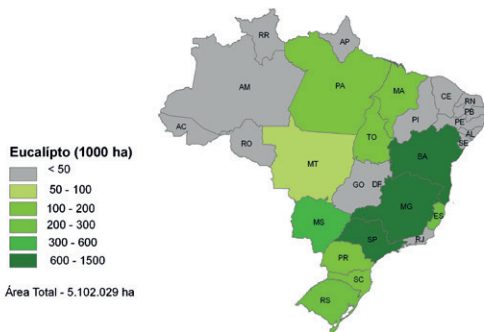 RR
AP
AM
PA
MA
CE
RN
PB
PE
AL
SE
PI
AC
RO
TO
BA
MT
GO
DF
MG
ES
MS
SP
RJ
PR
SC
RS
Eucalípto (1000 ha)
< 50
50 - 100
100 - 200
200 - 300
300 - 600
600 - 1500
Área Total - 5.102.029 ha